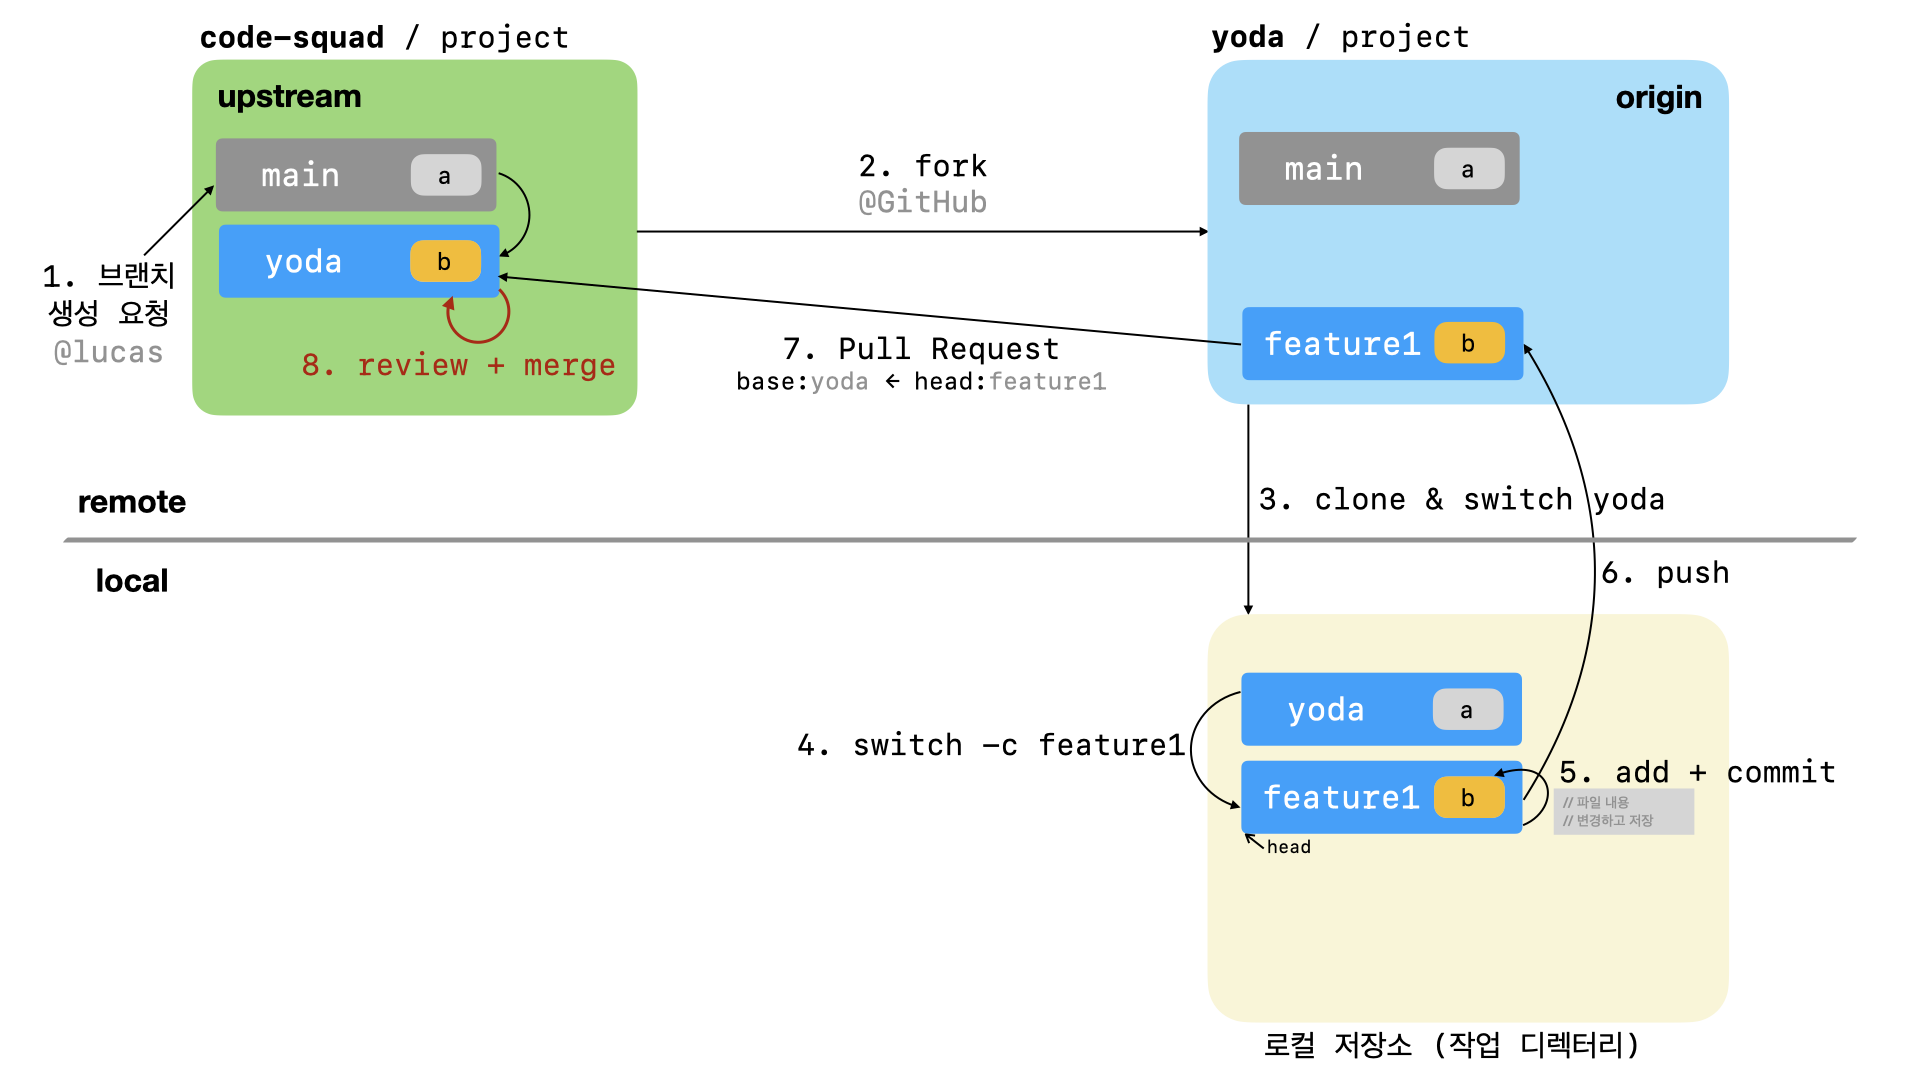 code-squad / project
upstream
main a
yoda b
1. 브랜치
생성 요청
@lucas
8. review + merge
2. fork
@GitHub
7. Pull Request
base:yoda ← head:feature1
yoda / project
origin
main a
feature1 b
remote
3. clone & switch yoda
local
6. push
yoda a
4. switch -c feature1
feature1 b
5. add + commit
// 파일 내용
// 변경하고 저장
head
로컬 저장소 (작업 디렉터리)